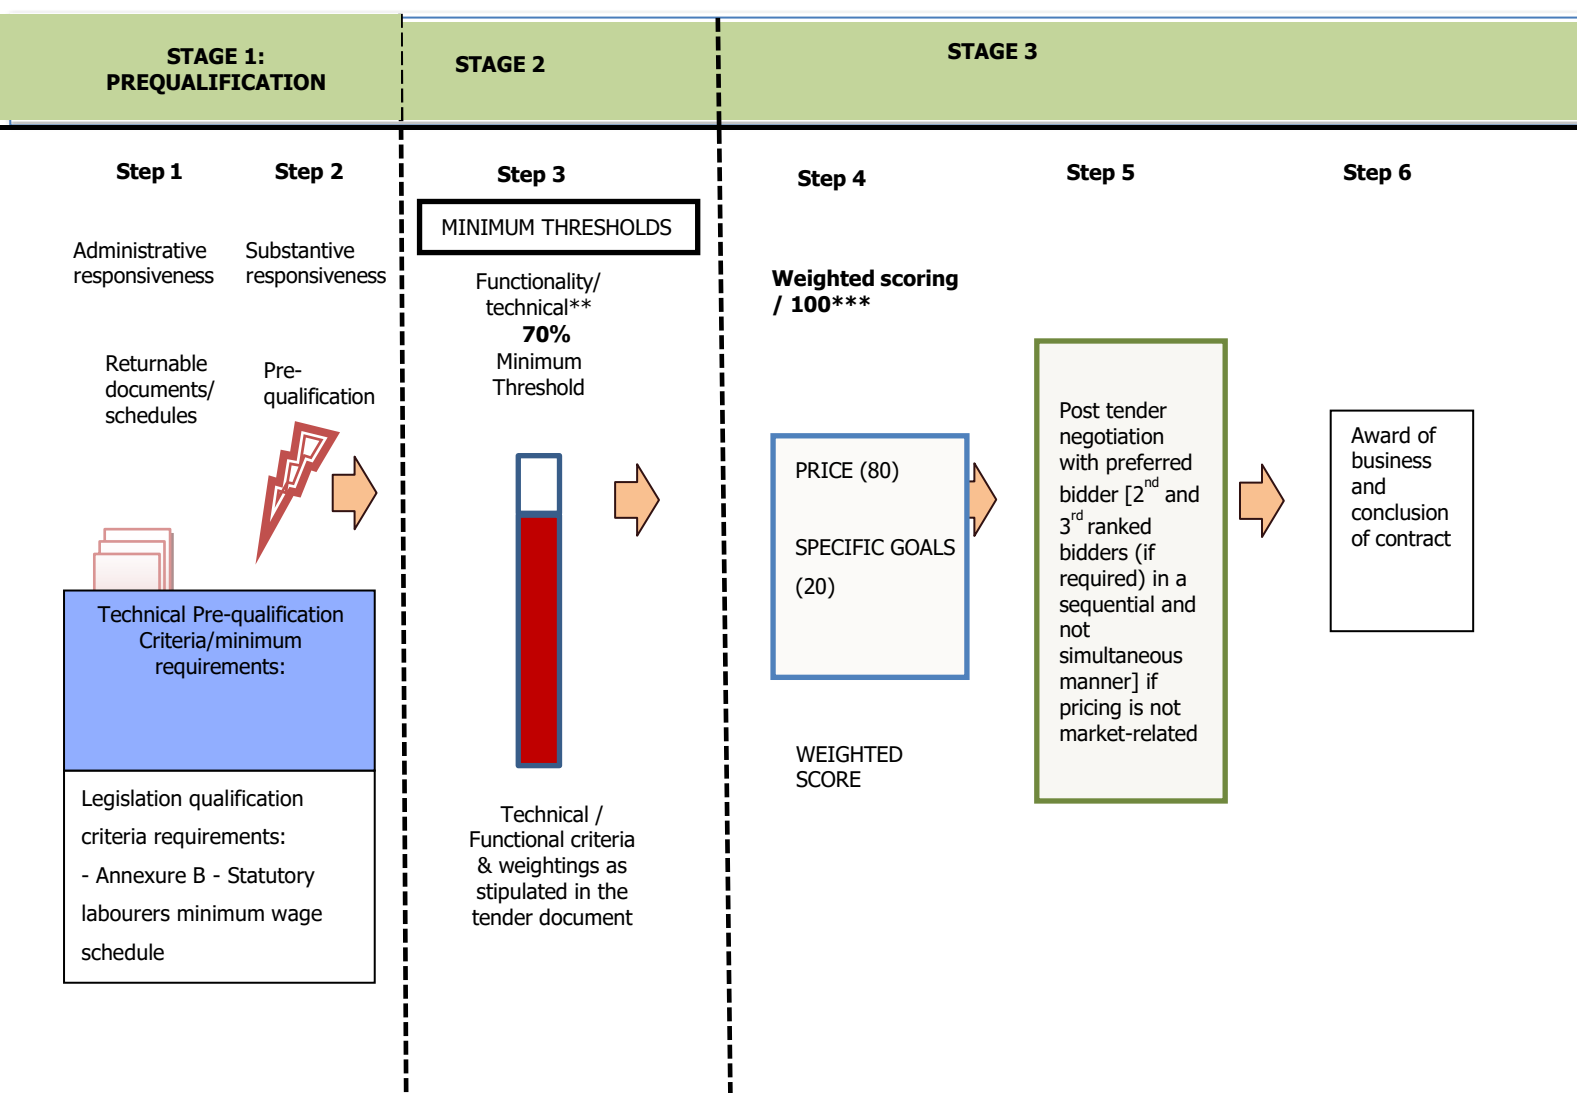 STAGE 1:
PREQUALIFICATION
STAGE 2
STAGE 3
Step 1
Step 2
Step 3
Step 4
Step 5
Step 6
Administrative
responsiveness
Substantive
responsiveness
Returnable
documents/
schedules
Pre-
qualification
Technical Pre-qualification
Criteria/minimum
requirements:
Legislation qualification
criteria requirements:
- Annexure B - Statutory
labourers minimum wage
schedule
MINIMUM THRESHOLDS
Functionality/
technical**
70%
Minimum
Threshold
Technical /
Functional criteria
& weightings as
stipulated in the
tender document
Weighted scoring
/ 100***
PRICE (80)
SPECIFIC GOALS
(20)
WEIGHTED
SCORE
Post tender
negotiation
with preferred
bidder [2nd and
3rd ranked
bidders (if
required) in a
sequential and
not
simultaneous
manner] if
pricing is not
market-related
Award of
business
and
conclusion
of contract